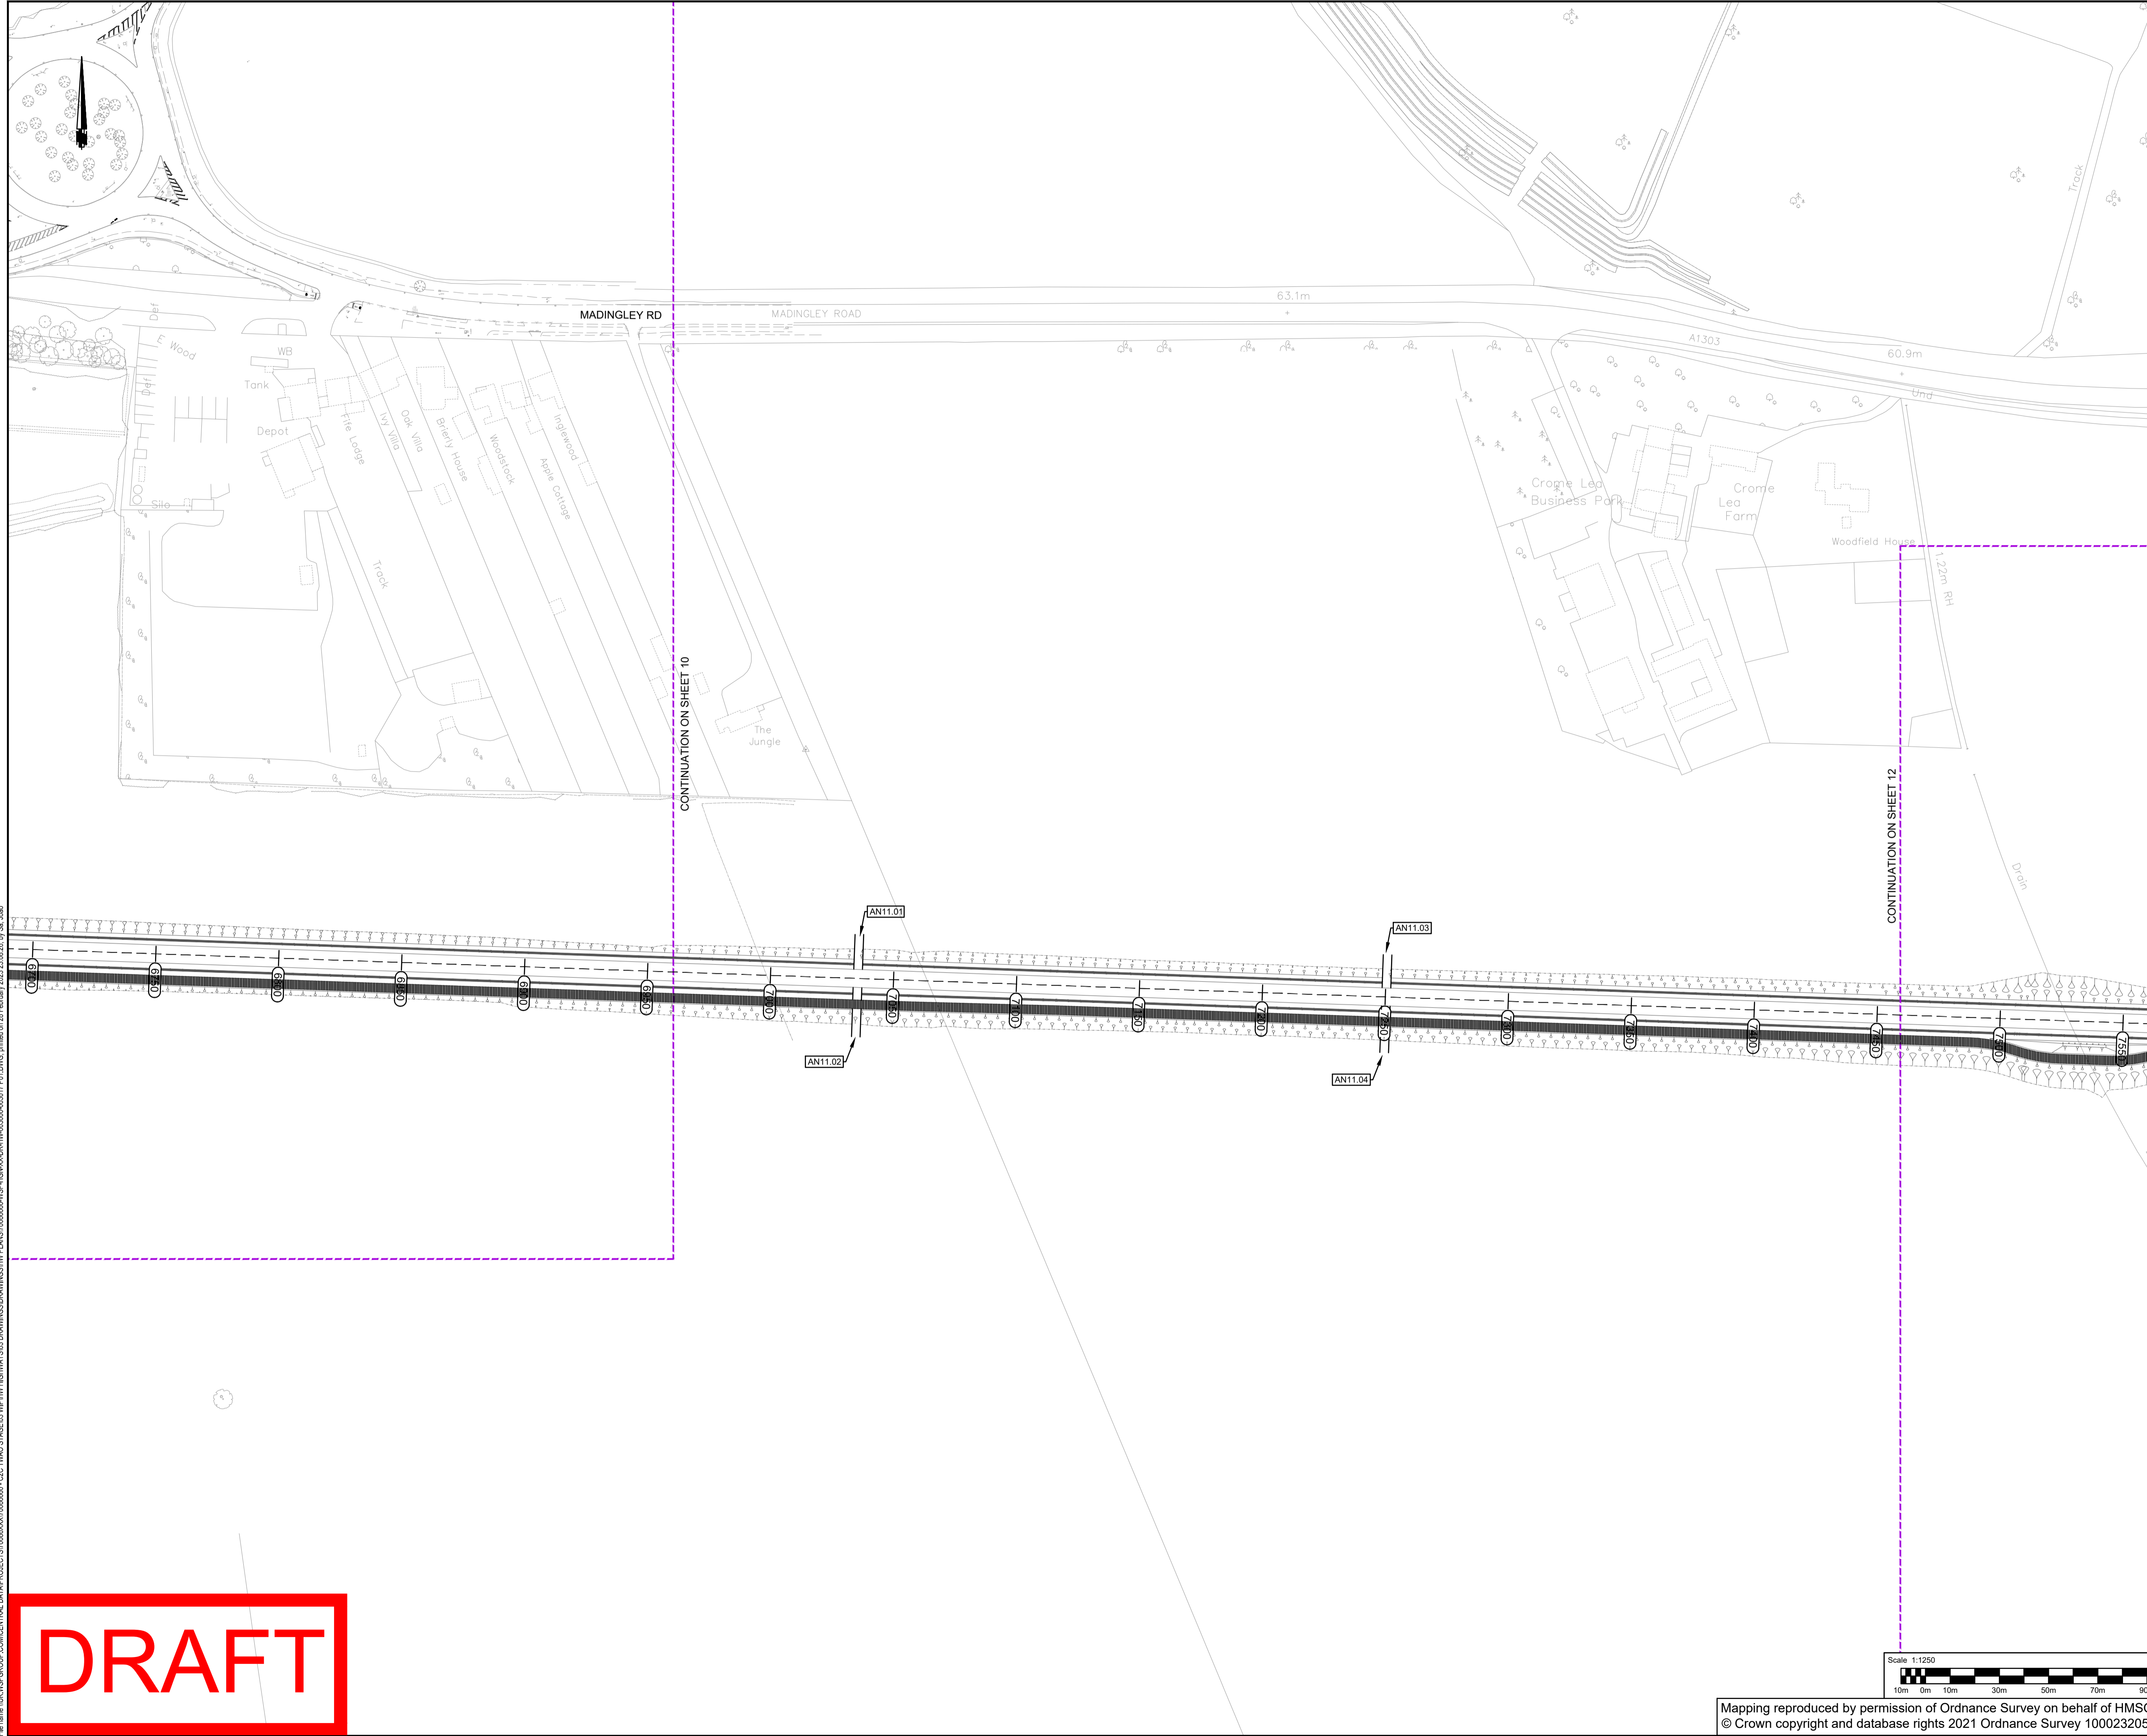 63.1m
MADINGLEY RD
MADINGLEY ROAD
A1303
60.9m
Und
Track
E Wood
WB
Tank
Depot
Silo
Fife Lodge
Ivy Villa
Oak Villa
Brierly House
Woodstock
Apple Cottage
Inglewood
Track
The
Jungle
CONTINUATION ON SHEET 10
Crome Lea
Business Park
Crome
Lea
Farm
Woodfield House
1.22m RH
CONTINUATION ON SHEET 12
Drain
AN11.01
AN11.03
AN11.02
AN11.04
6700
6750
6800
6850
6900
6950
7000
7050
7100
7150
7200
7250
7300
7350
7400
7450
7500
7550
DRAFT
Scale 1:1250
10m 0m 10m 30m 50m 70m 90
Mapping reproduced by permission of Ordnance Survey on behalf of HMSO
© Crown copyright and database rights 2021 Ordnance Survey 100023205